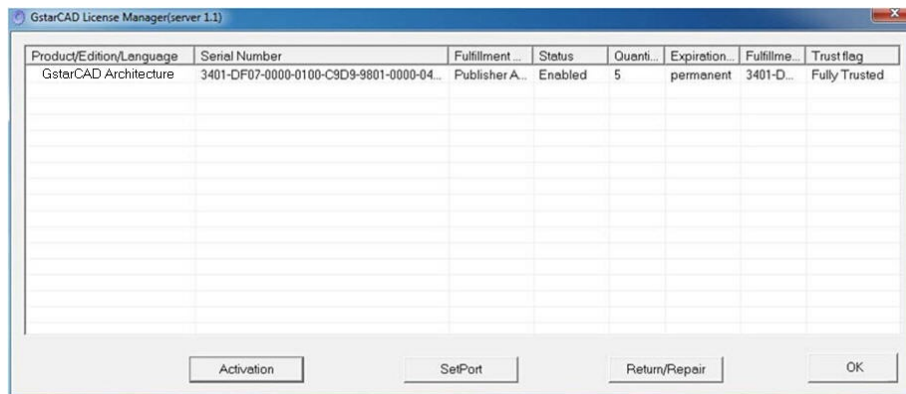 GstarCAD License Manager(server 1.1)
Product/Edition/Language Serial Number Fulfillment ... Status Quanti... Expiration... Fulfillme... Trust flag
GstarCAD Architecture 3401-DF07-0000-0100-C9D9-9801-0000-04... Publisher A... Enabled 5 permanent 3401-D... Fully Trusted
Activation SetPort Return/Repair OK